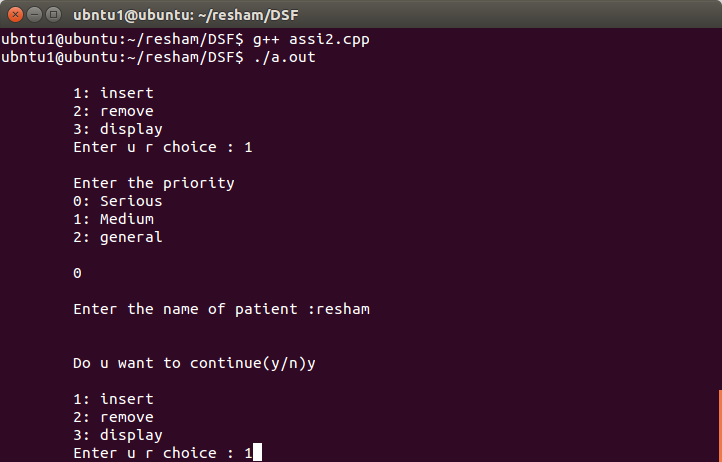 ubntu1@ubuntu: ~/resham/DSF
ubntu1@ubuntu:~/resham/DSF$ g++ assi2.cpp
ubntu1@ubuntu:~/resham/DSF$ ./a.out
1: insert
2: remove
3: display
Enter u r choice : 1
Enter the priority
0: Serious
1: Medium
2: general
0
Enter the name of patient :resham
Do u want to continue(y/n)y
1: insert
2: remove
3: display
Enter u r choice : 1